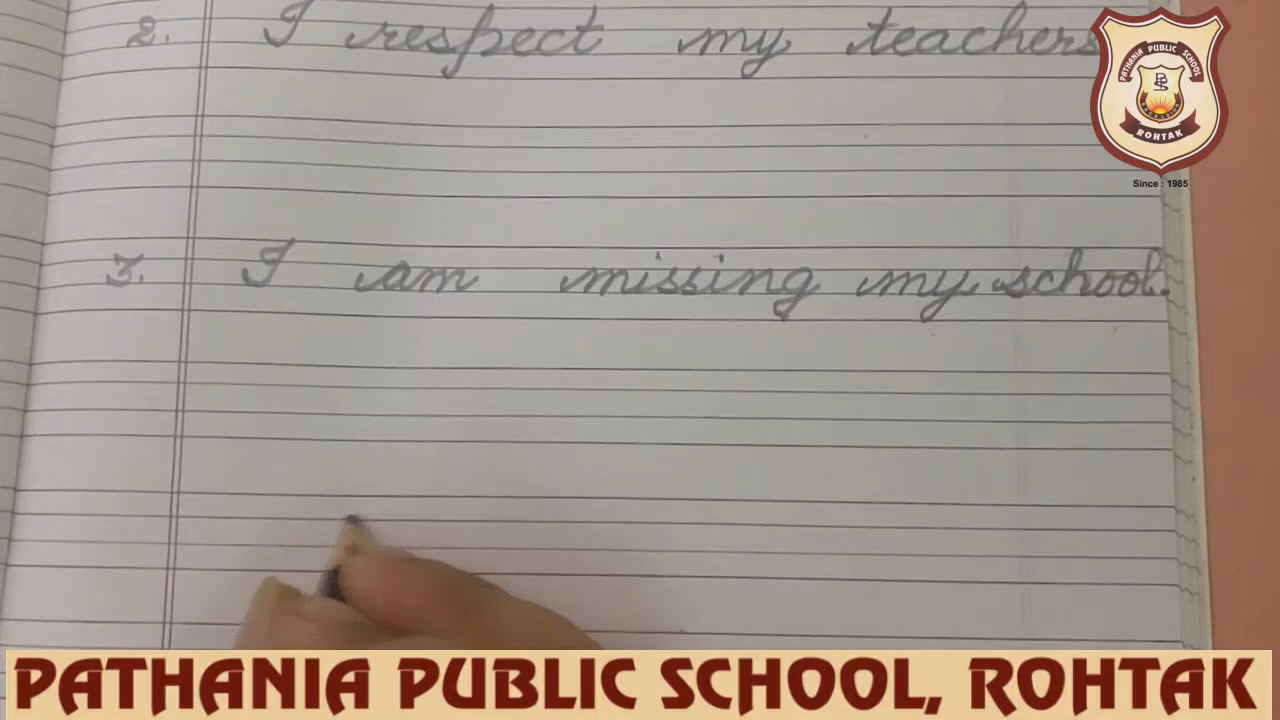 2. I respect my teachers
3. I am missing my school.
PATHANIA PUBLIC SCHOOL
ROHTAK
Since : 1985
PATHANIA PUBLIC SCHOOL, ROHTAK